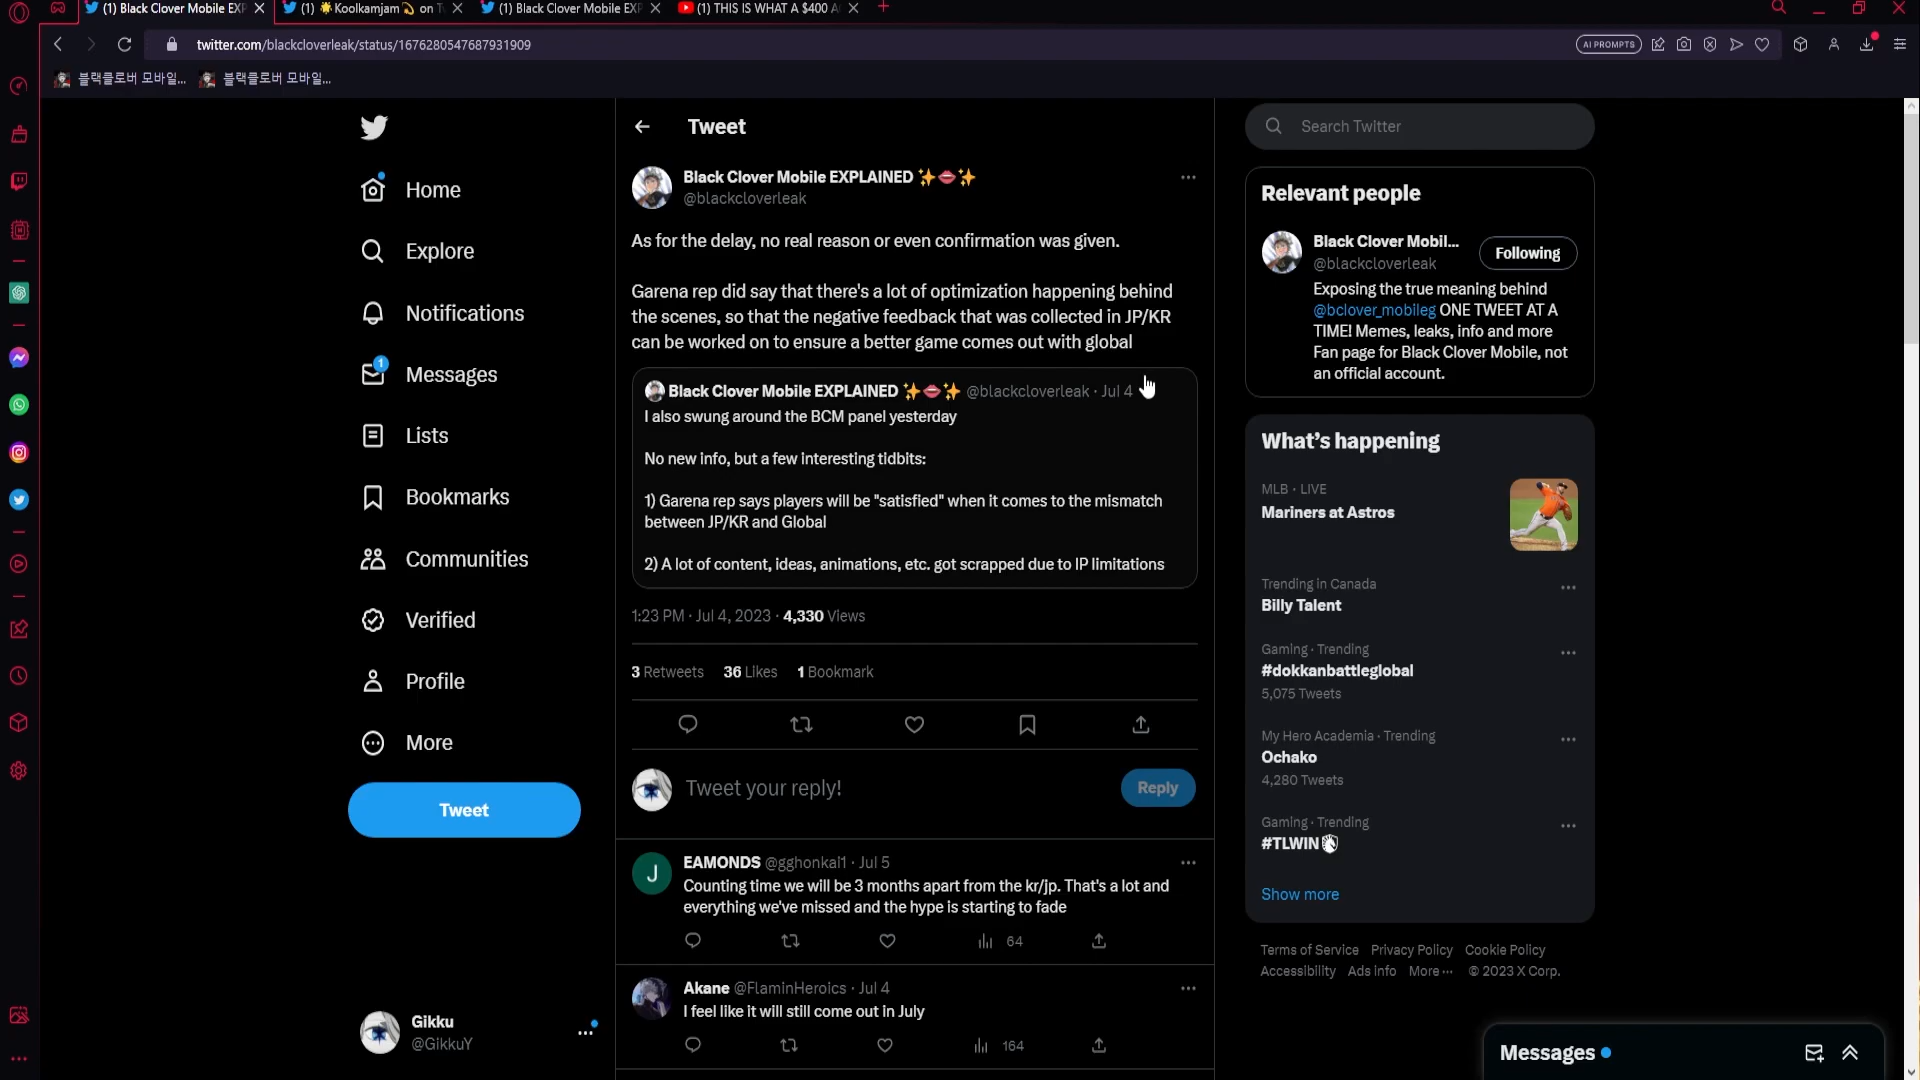 (1) Black Clover Mobile EXP
(1) 🌟Koolkamjam💫 on T
(1) Black Clover Mobile EXP
(1) THIS IS WHAT A $400 A
twitter.com/blackcloverleak/status/1676280547687931909
AI PROMPTS
블랙클로버 모바일...
블랙클로버 모바일...
Home
Explore
Notifications
1
Messages
Lists
Bookmarks
Communities
Verified
Profile
More
Tweet
Gikku
@GikkuY
Tweet
Black Clover Mobile EXPLAINED ✨👄✨
@blackcloverleak
As for the delay, no real reason or even confirmation was given.
Garena rep did say that there's a lot of optimization happening behind
the scenes, so that the negative feedback that was collected in JP/KR
can be worked on to ensure a better game comes out with global
Black Clover Mobile EXPLAINED ✨👄✨ @blackcloverleak · Jul 4
I also swung around the BCM panel yesterday
No new info, but a few interesting tidbits:
1) Garena rep says players will be "satisfied" when it comes to the mismatch
between JP/KR and Global
2) A lot of content, ideas, animations, etc. got scrapped due to IP limitations
1:23 PM · Jul 4, 2023 · 4,330 Views
3 Retweets 36 Likes 1 Bookmark
Tweet your reply!
Reply
J
EAMONDS @gghonkai1 · Jul 5
Counting time we will be 3 months apart from the kr/jp. That's a lot and
everything we've missed and the hype is starting to fade
64
Akane @FlaminHeroics · Jul 4
I feel like it will still come out in July
164
Search Twitter
Relevant people
Black Clover Mobil...
@blackcloverleak
Following
Exposing the true meaning behind
@bclover_mobileg ONE TWEET AT A
TIME! Memes, leaks, info and more
Fan page for Black Clover Mobile, not
an official account.
What's happening
MLB · LIVE
Mariners at Astros
Trending in Canada
Billy Talent
Gaming · Trending
#dokkanbattleglobal
5,075 Tweets
My Hero Academia · Trending
Ochako
4,280 Tweets
Gaming · Trending
#TLWIN
Show more
Terms of Service Privacy Policy Cookie Policy
Accessibility Ads info More ··· © 2023 X Corp.
Messages